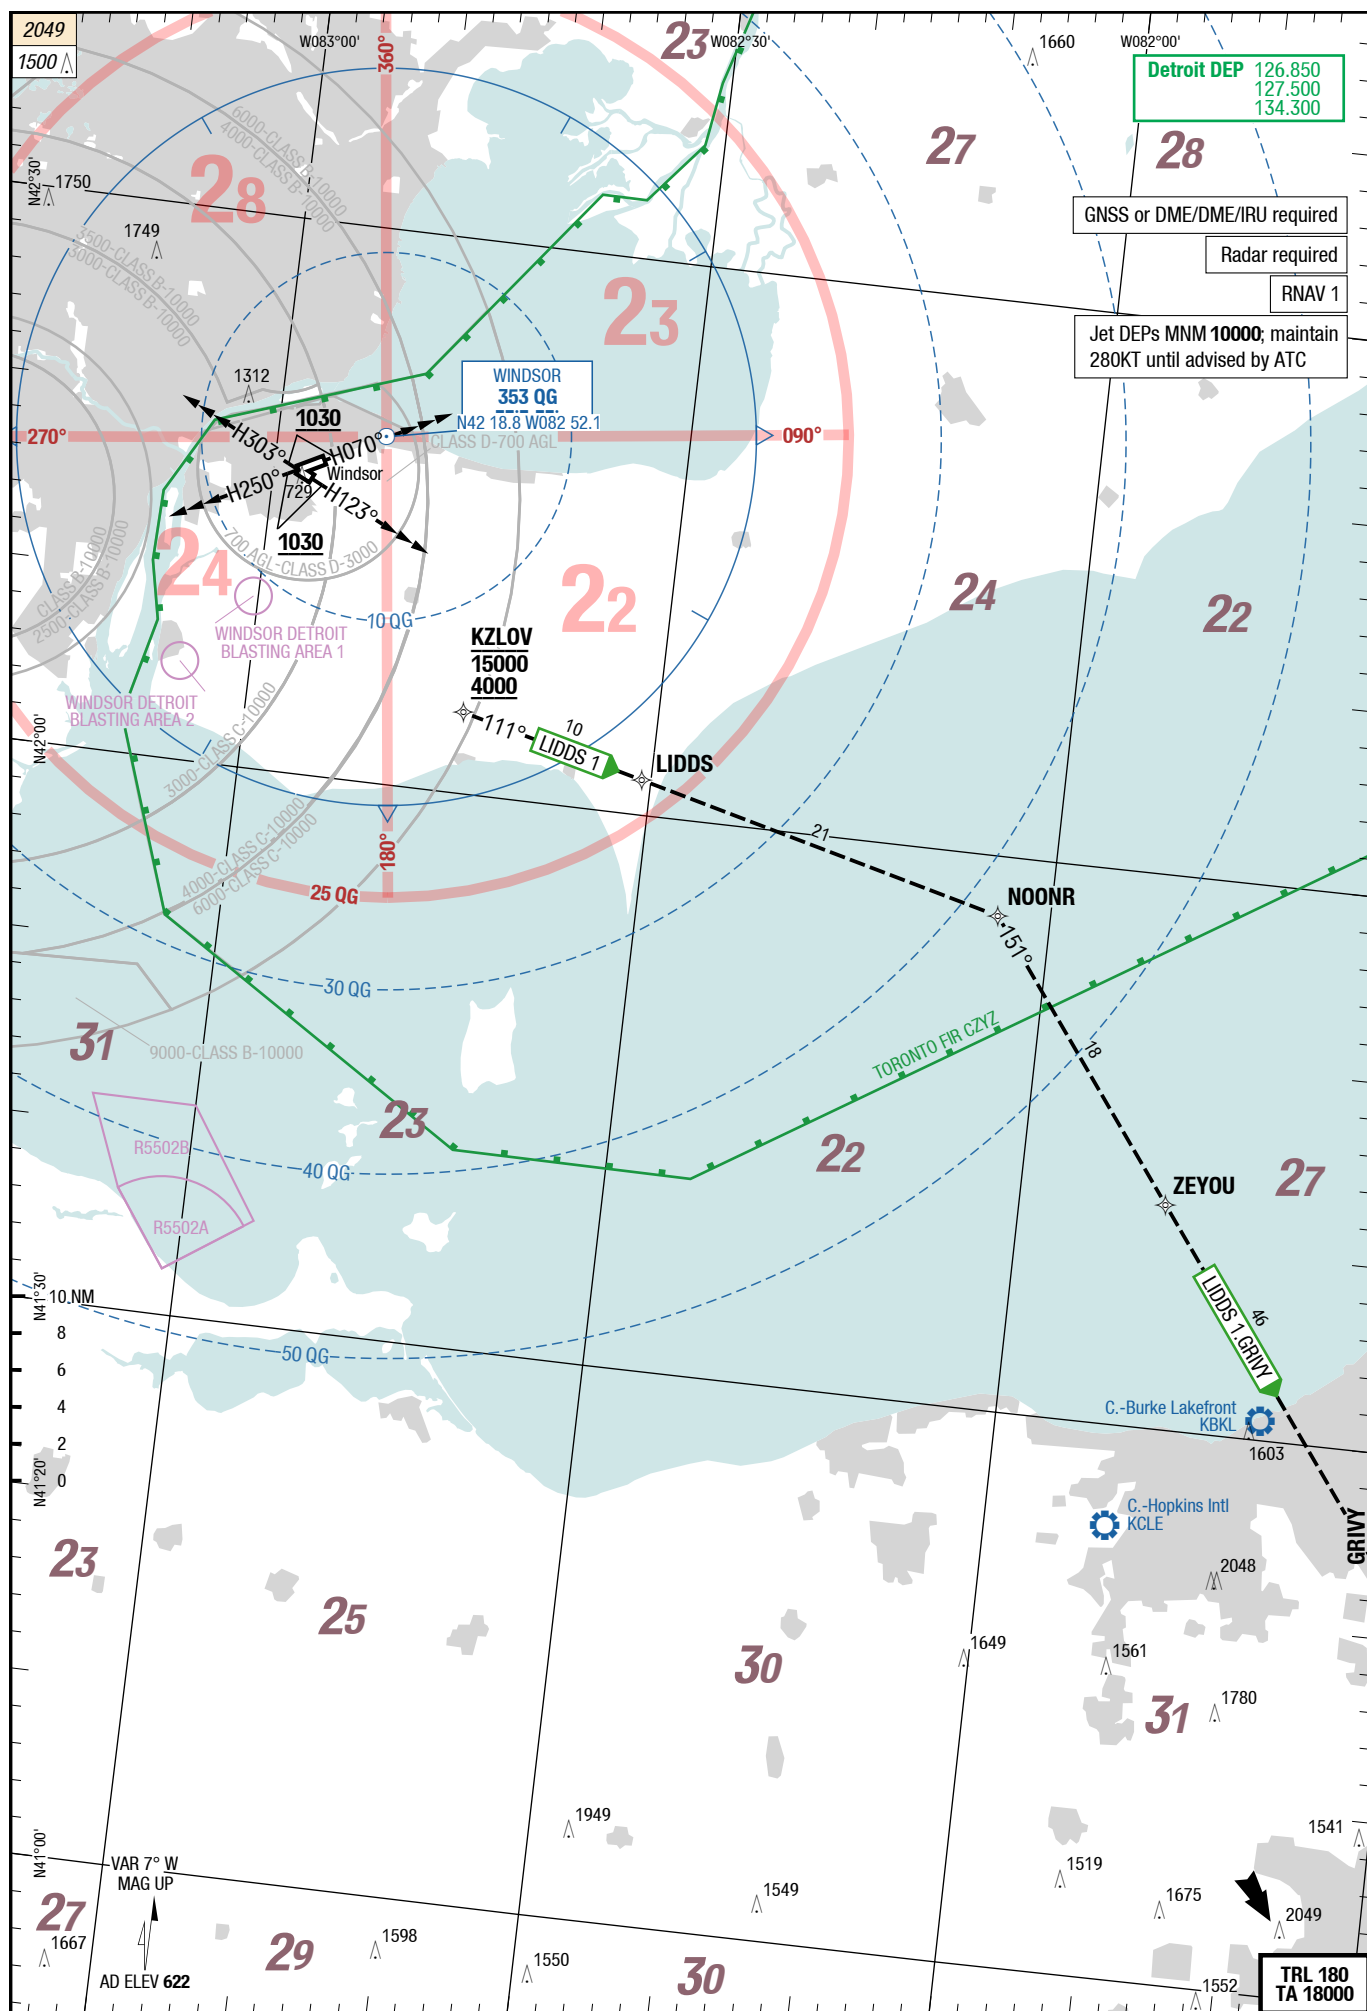 2049
1500
W083°00'
360°
23
W082°30'
1660
W082°00'
Detroit DEP 126.850
127.500
134.300
6000-CLASS B-10000
4000-CLASS B-10000
27
28
N42°30'
1750
28
1749
GNSS or DME/DME/IRU required
Radar required
RNAV 1
Jet DEPs MNM 10000; maintain
280KT until advised by ATC
3500-CLASS B-10000
3000-CLASS B-10000
23
1312
WINDSOR
353 QG
N42 18.8 W082 52.1
1030
270°
090°
CLASS D-700 AGL
H303°
H070°
Windsor
H250°
729
H123°
1030
700 AGL-CLASS D-3000
24
CLASS B-10000
2500-CLASS B-10000
22
24
22
10 QG
WINDSOR DETROIT
BLASTING AREA 1
KZLOV
15000
4000
WINDSOR DETROIT
BLASTING AREA 2
N42°00'
111°
10
LIDDS 1
LIDDS
3000-CLASS C-10000
4000-CLASS C-10000
6000-CLASS C-10000
180°
21
25 QG
NOONR
151°
30 QG
31
9000-CLASS B-10000
TORONTO FIR CZYZ
18
23
22
R5502B
40 QG
27
ZEYOU
R5502A
N41°30'
10 NM
8
6
4
2
0
50 QG
LIDDS 1.GRIVY
46
C.-Burke Lakefront
KBKL
1603
N41°20'
C.-Hopkins Intl
KCLE
GRIVY
23
2048
25
30
1649
1561
31
1780
1949
1541
N41°00'
VAR 7° W
MAG UP
1519
1549
1675
27
2049
1667
29
1598
1550
30
AD ELEV 622
1552
TRL 180
TA 18000